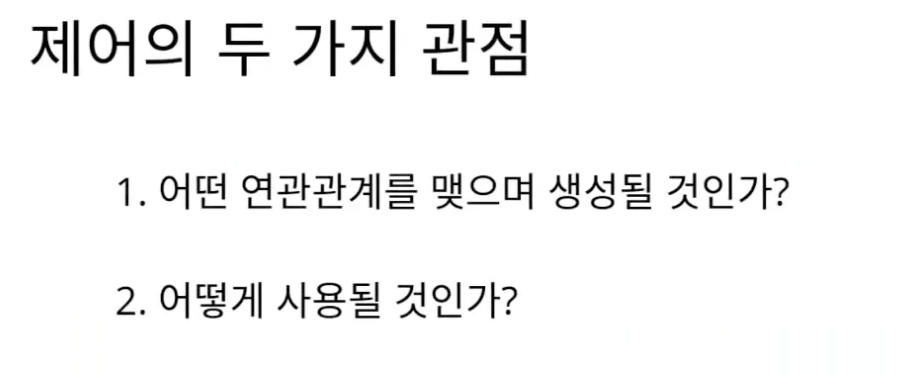 제어의 두 가지 관점
1. 어떤 연관관계를 맺으며 생성될 것인가?
2. 어떻게 사용될 것인가?